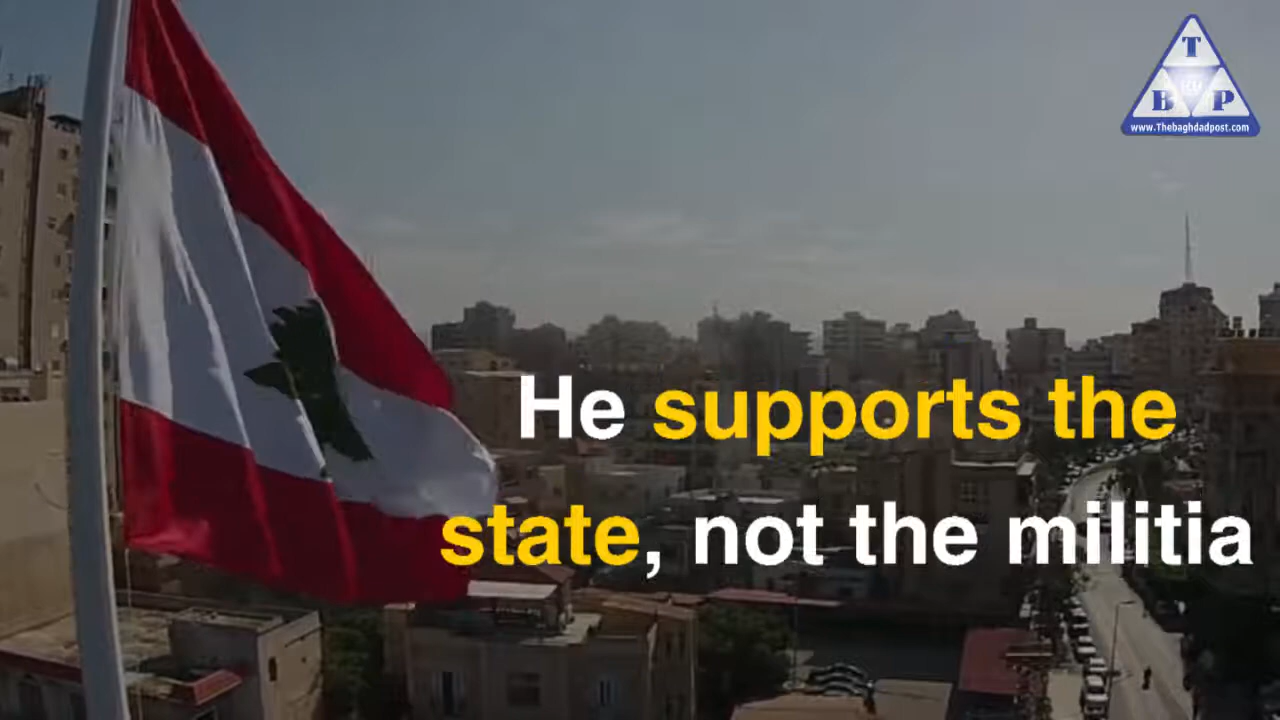 T
B P
www.Thebaghdadpost.com
He supports the
state, not the militia